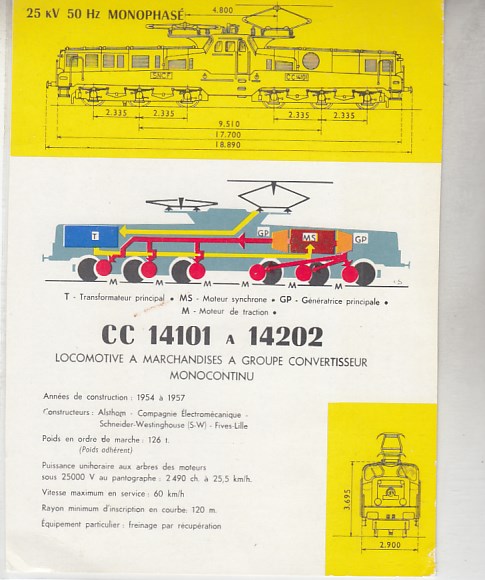 25 kV 50 Hz MONOPHASÉ
4.800
SNCF
2.335 2.335 2.335 2.335
9.510
17.700
18.890
T GP MS GP
M M M M M M
T - Transformateur principal • MS - Moteur synchrone • GP - Génératrice principale •
M - Moteur de traction •
CC 14101 A 14202
LOCOMOTIVE A MARCHANDISES A GROUPE CONVERTISSEUR
MONOCONTINU
Années de construction : 1954 à 1957
Constructeurs : Alsthom - Compagnie Électromécanique -
Schneider-Westinghouse (S-W) - Fives-Lille
Poids en ordre de marche : 126 t.
(Poids adhérent)
Puissance unihoraire aux arbres des moteurs
sous 25000 V au pantographe : 2 490 ch. à 25,5 km/h.
Vitesse maximum en service : 60 km/h
Rayon minimum d'inscription en courbe: 120 m.
Équipement particulier : freinage par récupération
3.695
2.900